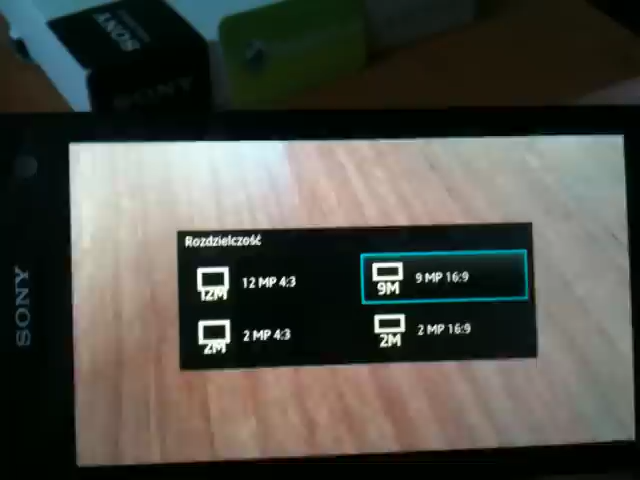 SONY
SONY
SONY
Rozdzielczość
12M 12 MP 4:3
9M 9 MP 16:9
2M 2 MP 4:3
2M 2 MP 16:9